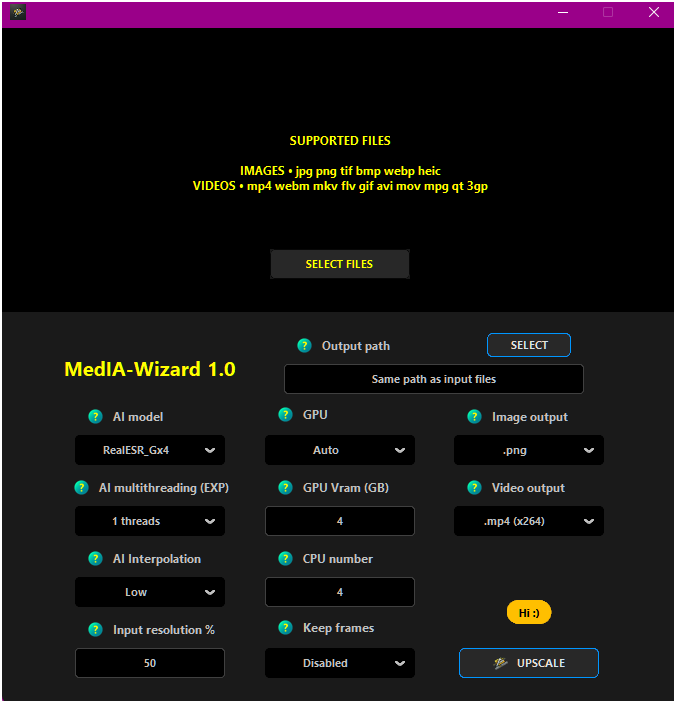 SUPPORTED FILES
IMAGES • jpg png tif bmp webp heic
VIDEOS • mp4 webm mkv flv gif avi mov mpg qt 3gp
SELECT FILES
MedIA-Wizard 1.0
? Output path
SELECT
Same path as input files
? AI model
RealESR_Gx4
? GPU
Auto
? Image output
.png
? AI multithreading (EXP)
1 threads
? GPU Vram (GB)
4
? Video output
.mp4 (x264)
? AI Interpolation
Low
? CPU number
4
? Input resolution %
50
? Keep frames
Disabled
Hi :)
UPSCALE